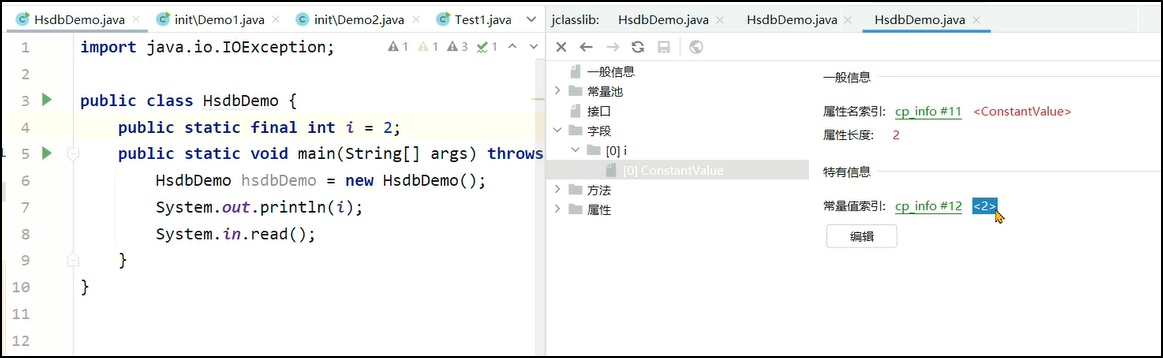 HsdbDemo.java
init\Demo1.java
init\Demo2.java
Test1.java
1 import java.io.IOException;
1 1 3 1
2
3 public class HsdbDemo {
4 public static final int i = 2;
5 public static void main(String[] args) throws
6 HsdbDemo hsdbDemo = new HsdbDemo();
7 System.out.println(i);
8 System.in.read();
9 }
10 }
11
12
jclasslib:
HsdbDemo.java
HsdbDemo.java
HsdbDemo.java
一般信息
常量池
接口
字段
[0] i
[0] ConstantValue
方法
属性
一般信息
属性名索引: cp_info #11 <ConstantValue>
属性长度: 2
特有信息
常量值索引: cp_info #12 <2>
编辑